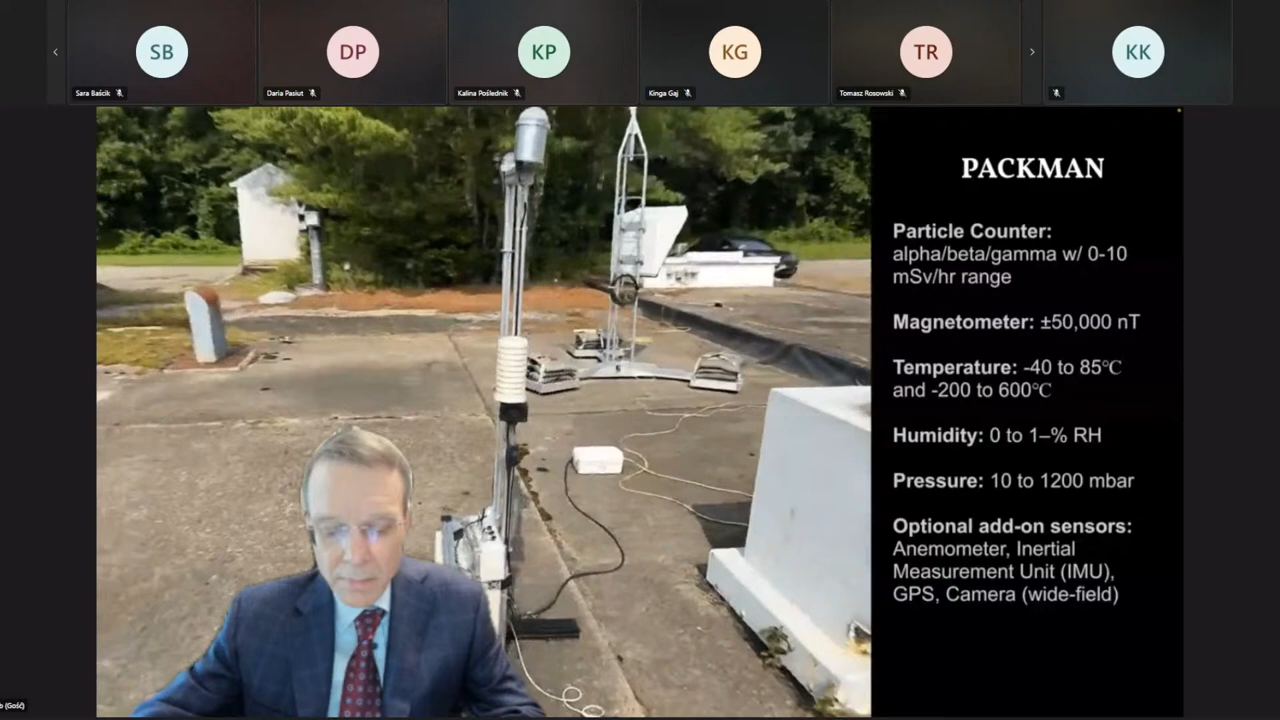 SB
DP
KP
KG
TR
KK
Sara Baścik
Daria Pasiut
Kalina Poślednik
Kinga Gaj
Tomasz Rosowski
PACKMAN
Particle Counter:
alpha/beta/gamma w/ 0-10
mSv/hr range
Magnetometer: ±50,000 nT
Temperature: -40 to 85℃
and -200 to 600℃
Humidity: 0 to 1–% RH
Pressure: 10 to 1200 mbar
Optional add-on sensors:
Anemometer, Inertial
Measurement Unit (IMU),
GPS, Camera (wide-field)
(Gość)